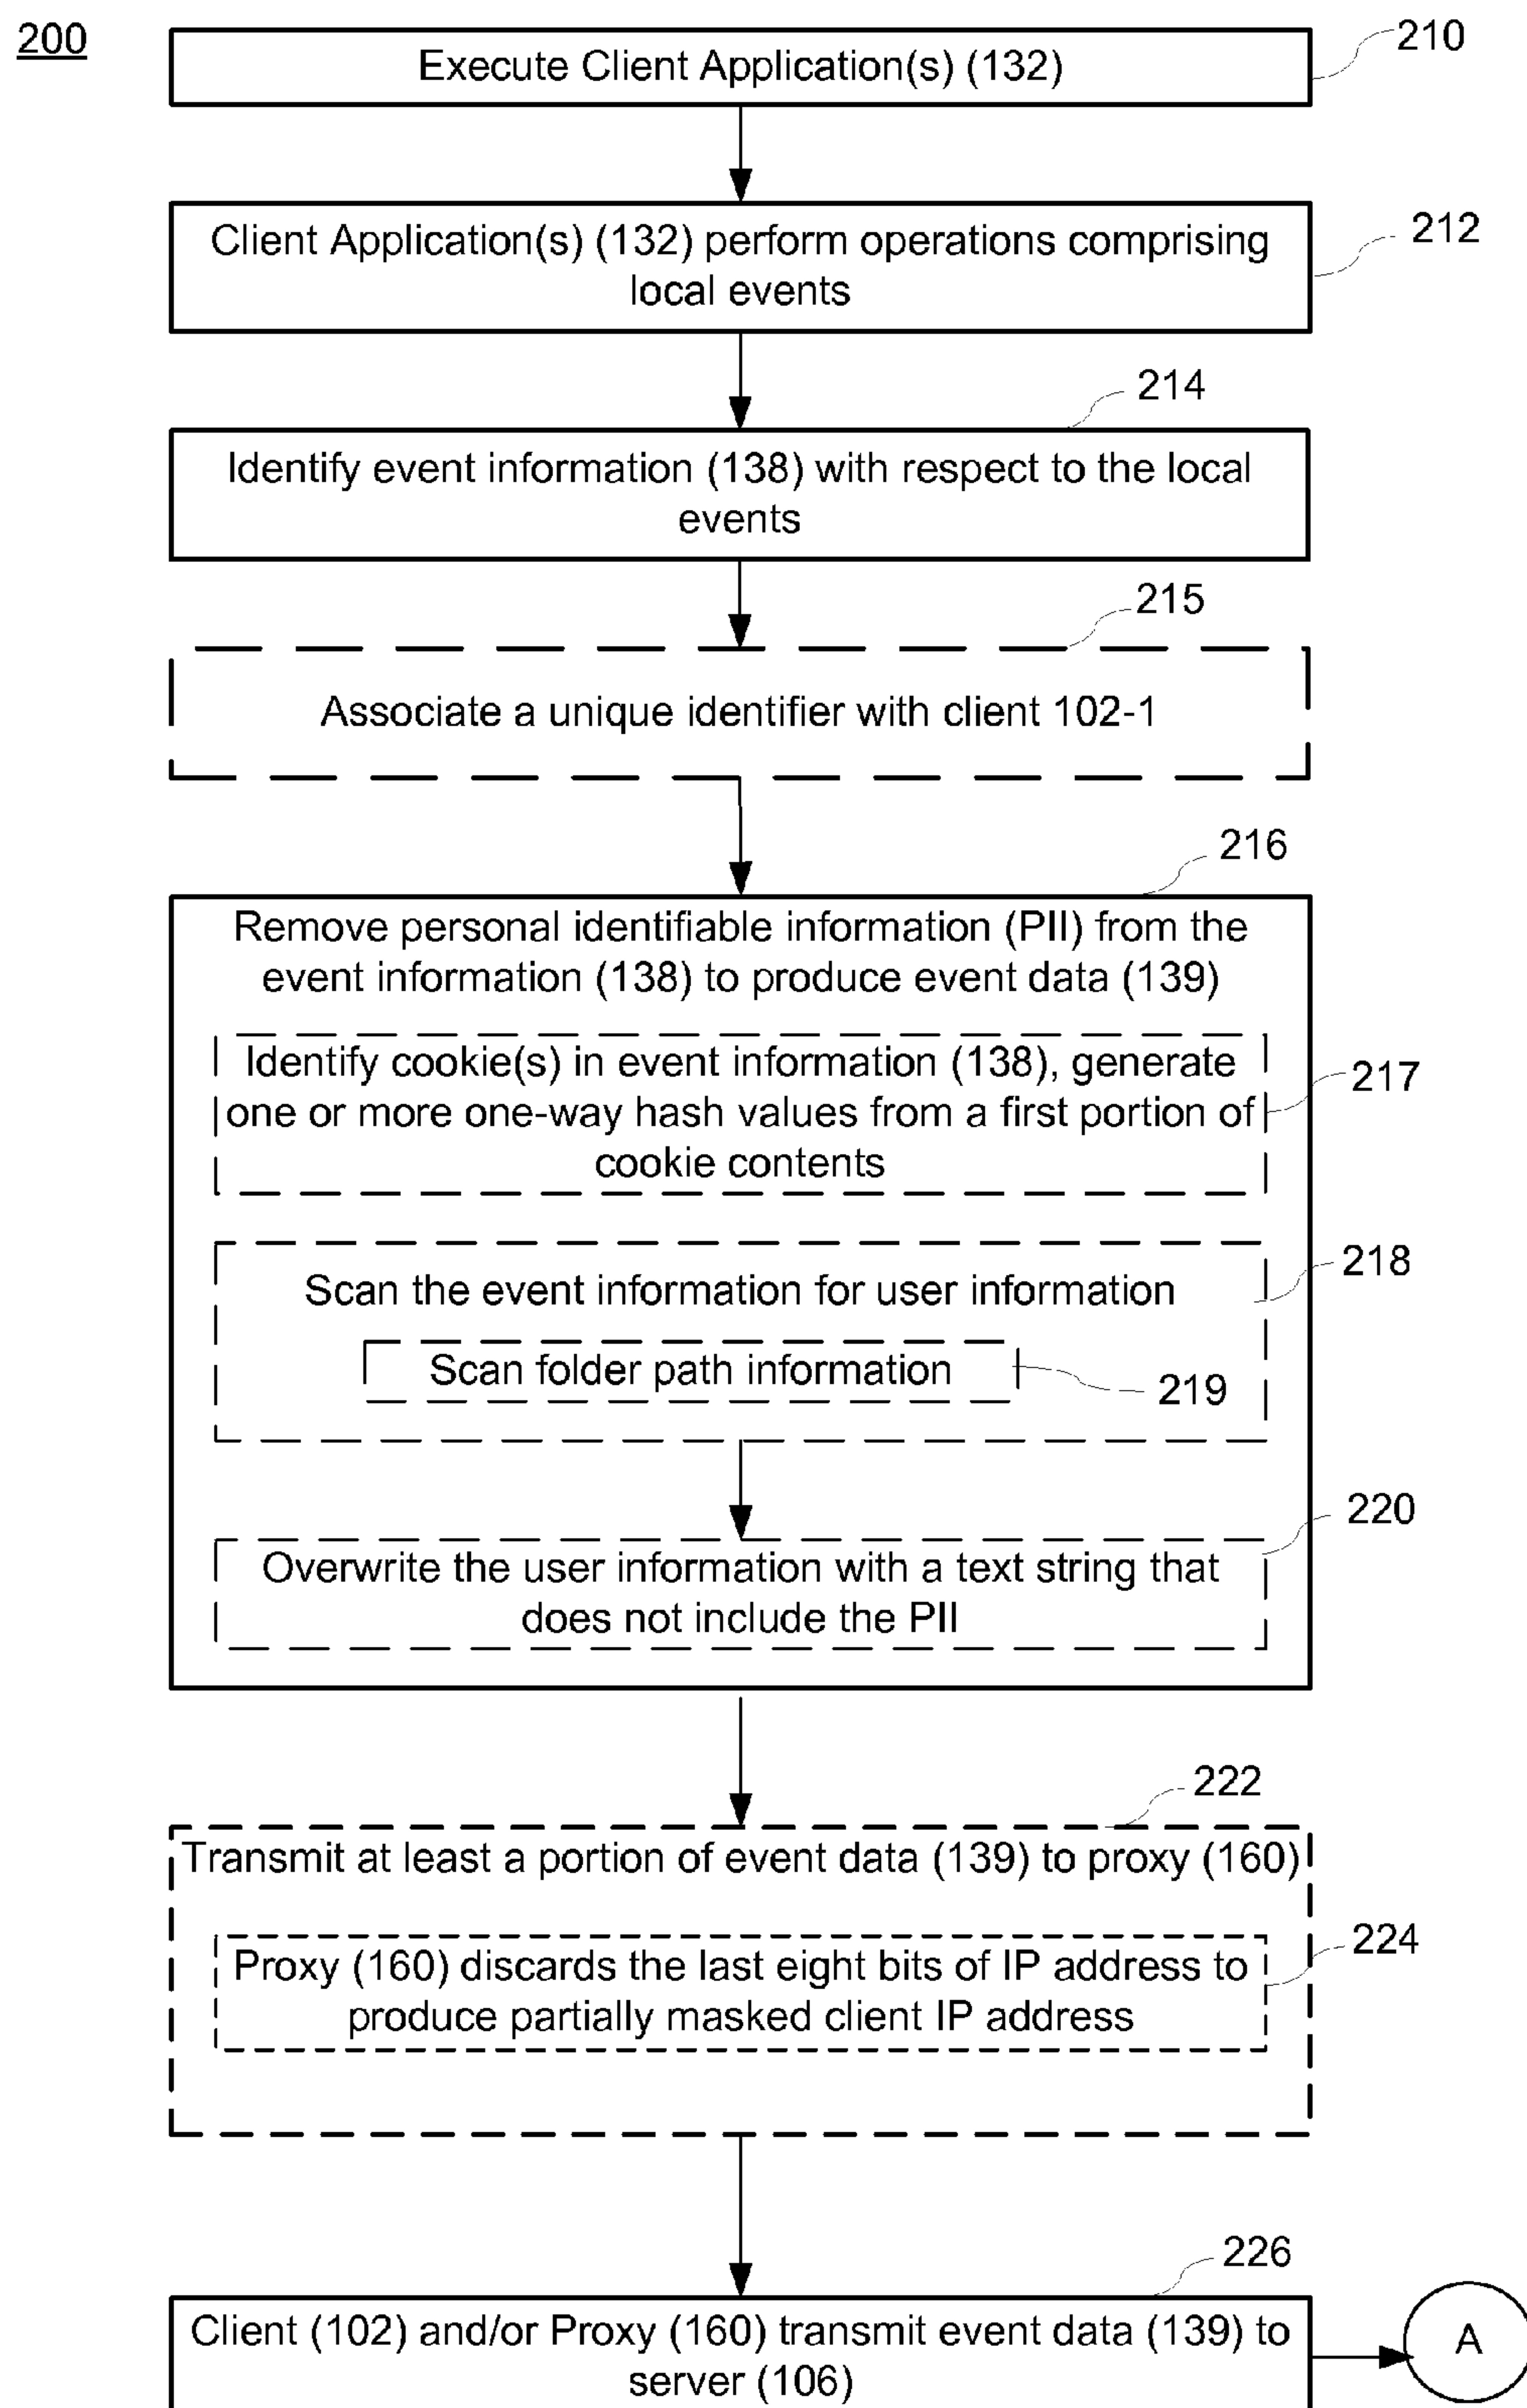 200
210
Execute Client Application(s) (132)
212
Client Application(s) (132) perform operations comprising
local events
214
Identify event information (138) with respect to the local
events
215
Associate a unique identifier with client 102-1
216
Remove personal identifiable information (PII) from the
event information (138) to produce event data (139)
Identify cookie(s) in event information (138), generate
one or more one-way hash values from a first portion of
cookie contents
217
218
Scan the event information for user information
Scan folder path information
219
220
Overwrite the user information with a text string that
does not include the PII
222
Transmit at least a portion of event data (139) to proxy (160)
224
Proxy (160) discards the last eight bits of IP address to
produce partially masked client IP address
226
Client (102) and/or Proxy (160) transmit event data (139) to
server (106)
A